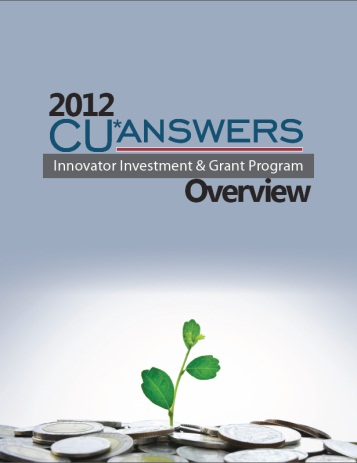 2012
CU*ANSWERS
Innovator Investment & Grant Program
Overview